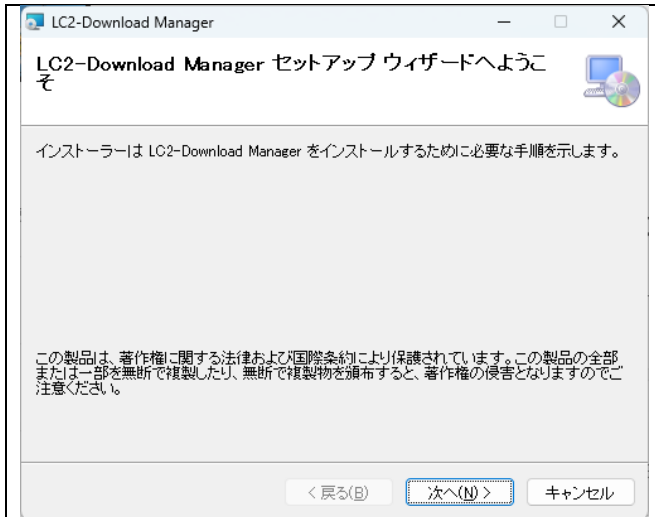 LC2-Download Manager
LC2-Download Manager セットアップ ウィザードへようこ
そ
インストーラーは LC2-Download Manager をインストールするために必要な手順を示します。
この製品は、著作権に関する法律および国際条約により保護されています。この製品の全部
または一部を無断で複製したり、無断で複製物を頒布すると、著作権の侵害となりますのでご
注意ください。
< 戻る(B)
次へ(N) >
キャンセル